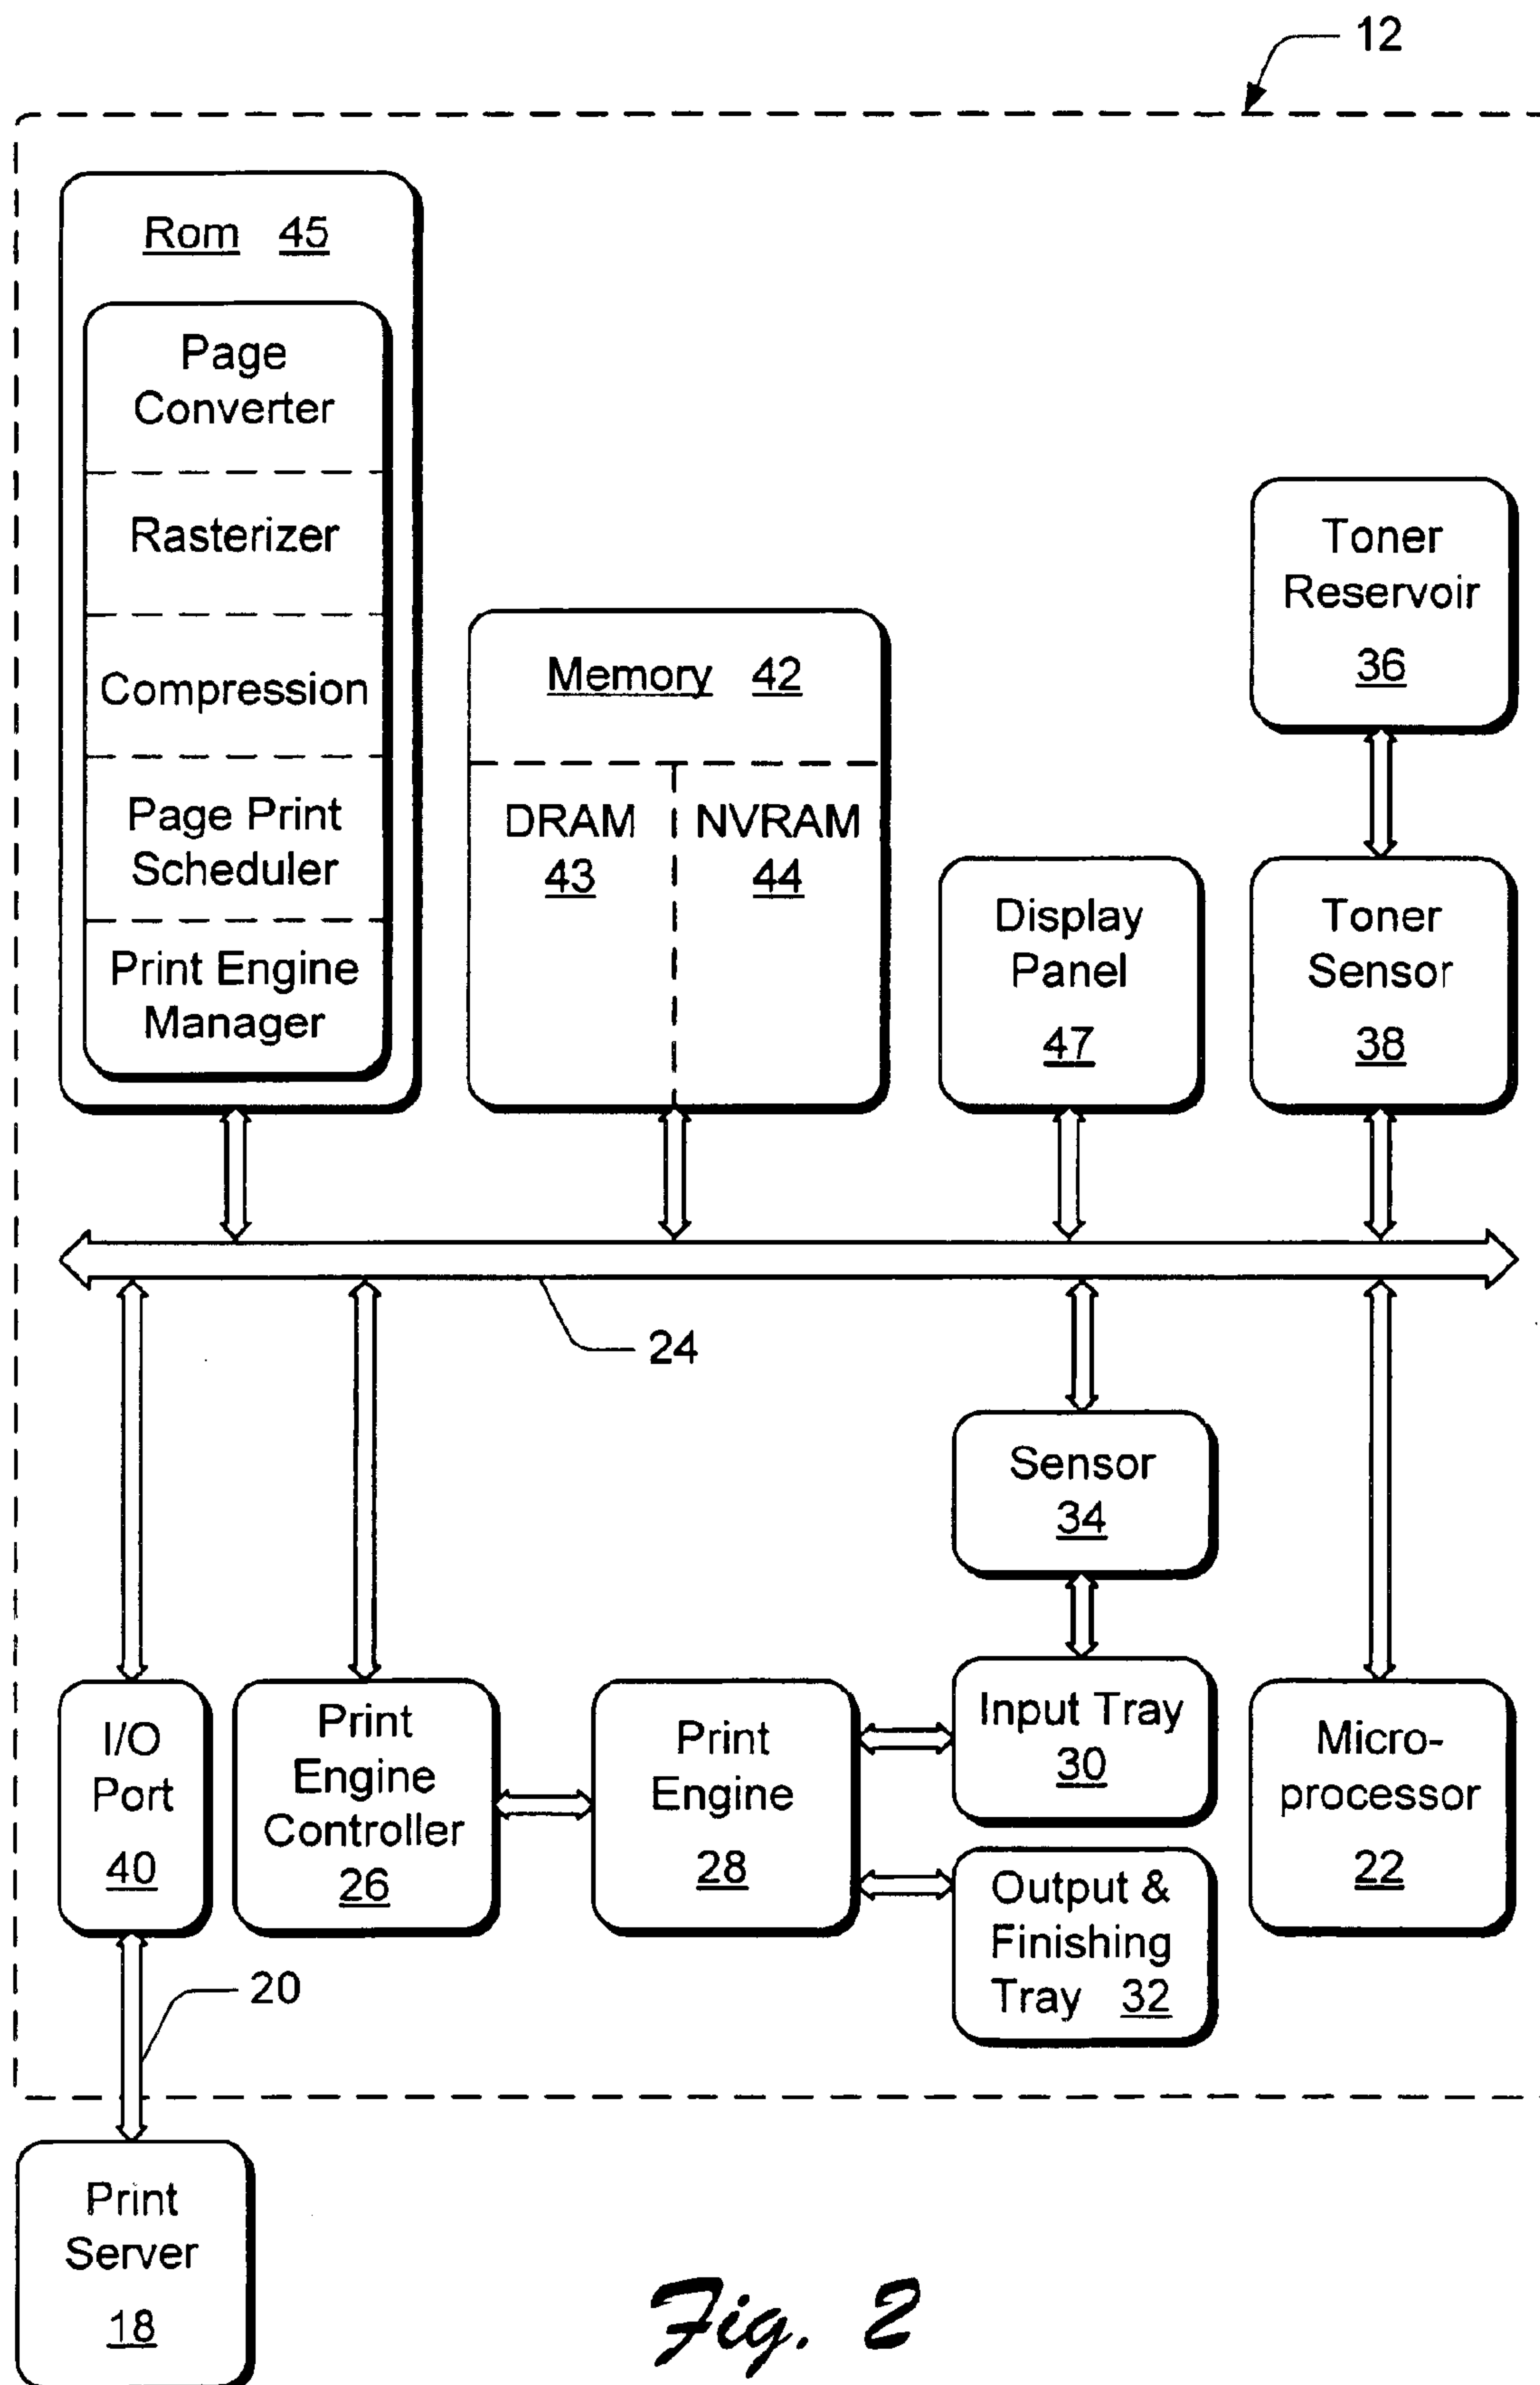 12
Rom 45
Page
Converter
Rasterizer
Compression
Page Print
Scheduler
Print Engine
Manager
Memory 42
DRAM
43
NVRAM
44
Display
Panel
47
Toner
Reservoir
36
Toner
Sensor
38
24
Sensor
34
I/O
Port
40
Print
Engine
Controller
26
Print
Engine
28
Input Tray
30
Output &
Finishing
Tray 32
Micro-
processor
22
20
Print
Server
18
Fig. 2